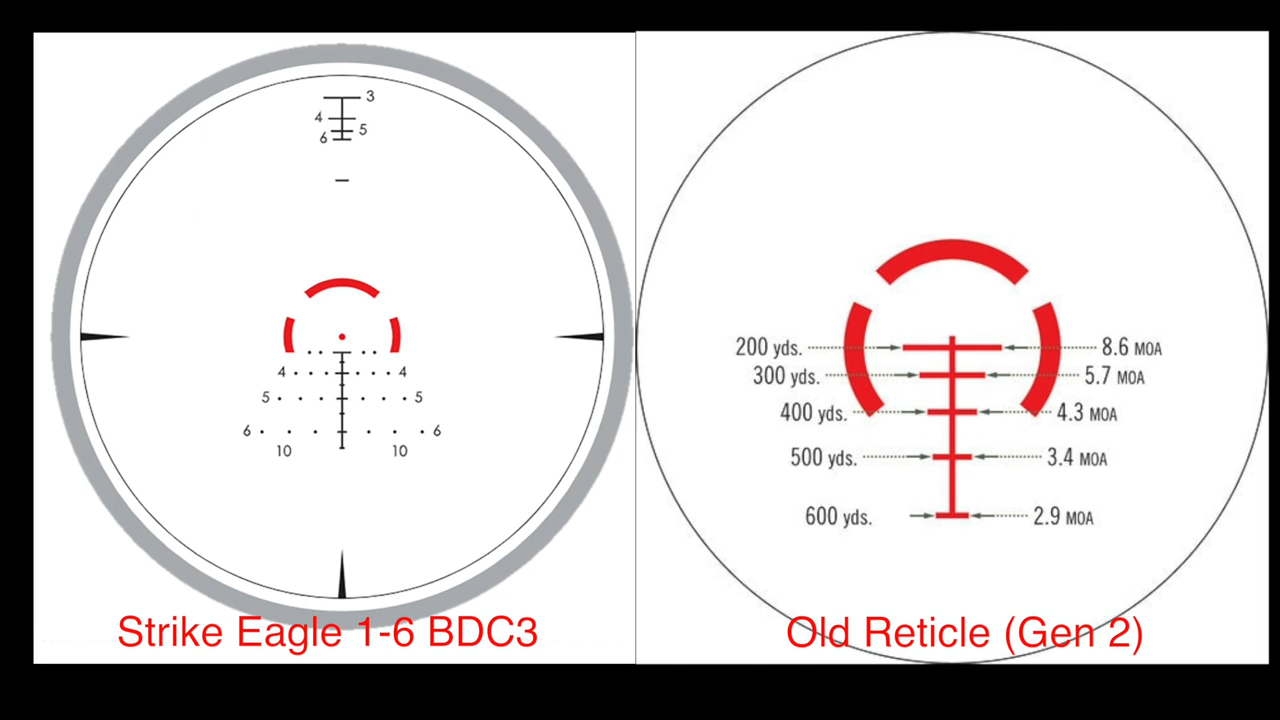 3
4
5
6
4 4
5 5
6 6
10 10
Strike Eagle 1-6 BDC3
200 yds. 8.6 MOA
300 yds. 5.7 MOA
400 yds. 4.3 MOA
500 yds. 3.4 MOA
600 yds. 2.9 MOA
Old Reticle (Gen 2)